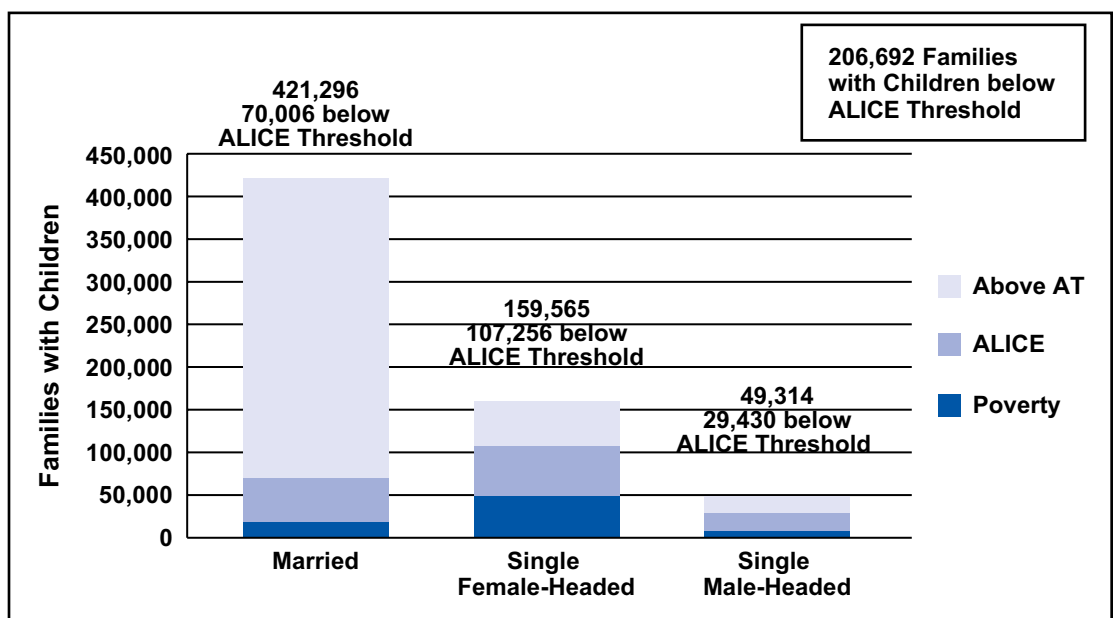 206,692 Families
with Children below
ALICE Threshold
421,296
70,006 below
ALICE Threshold
159,565
107,256 below
ALICE Threshold
49,314
29,430 below
ALICE Threshold
Families with Children
450,000
400,000
350,000
300,000
250,000
200,000
150,000
100,000
50,000
0
Married
Single
Female-Headed
Single
Male-Headed
Above AT
ALICE
Poverty